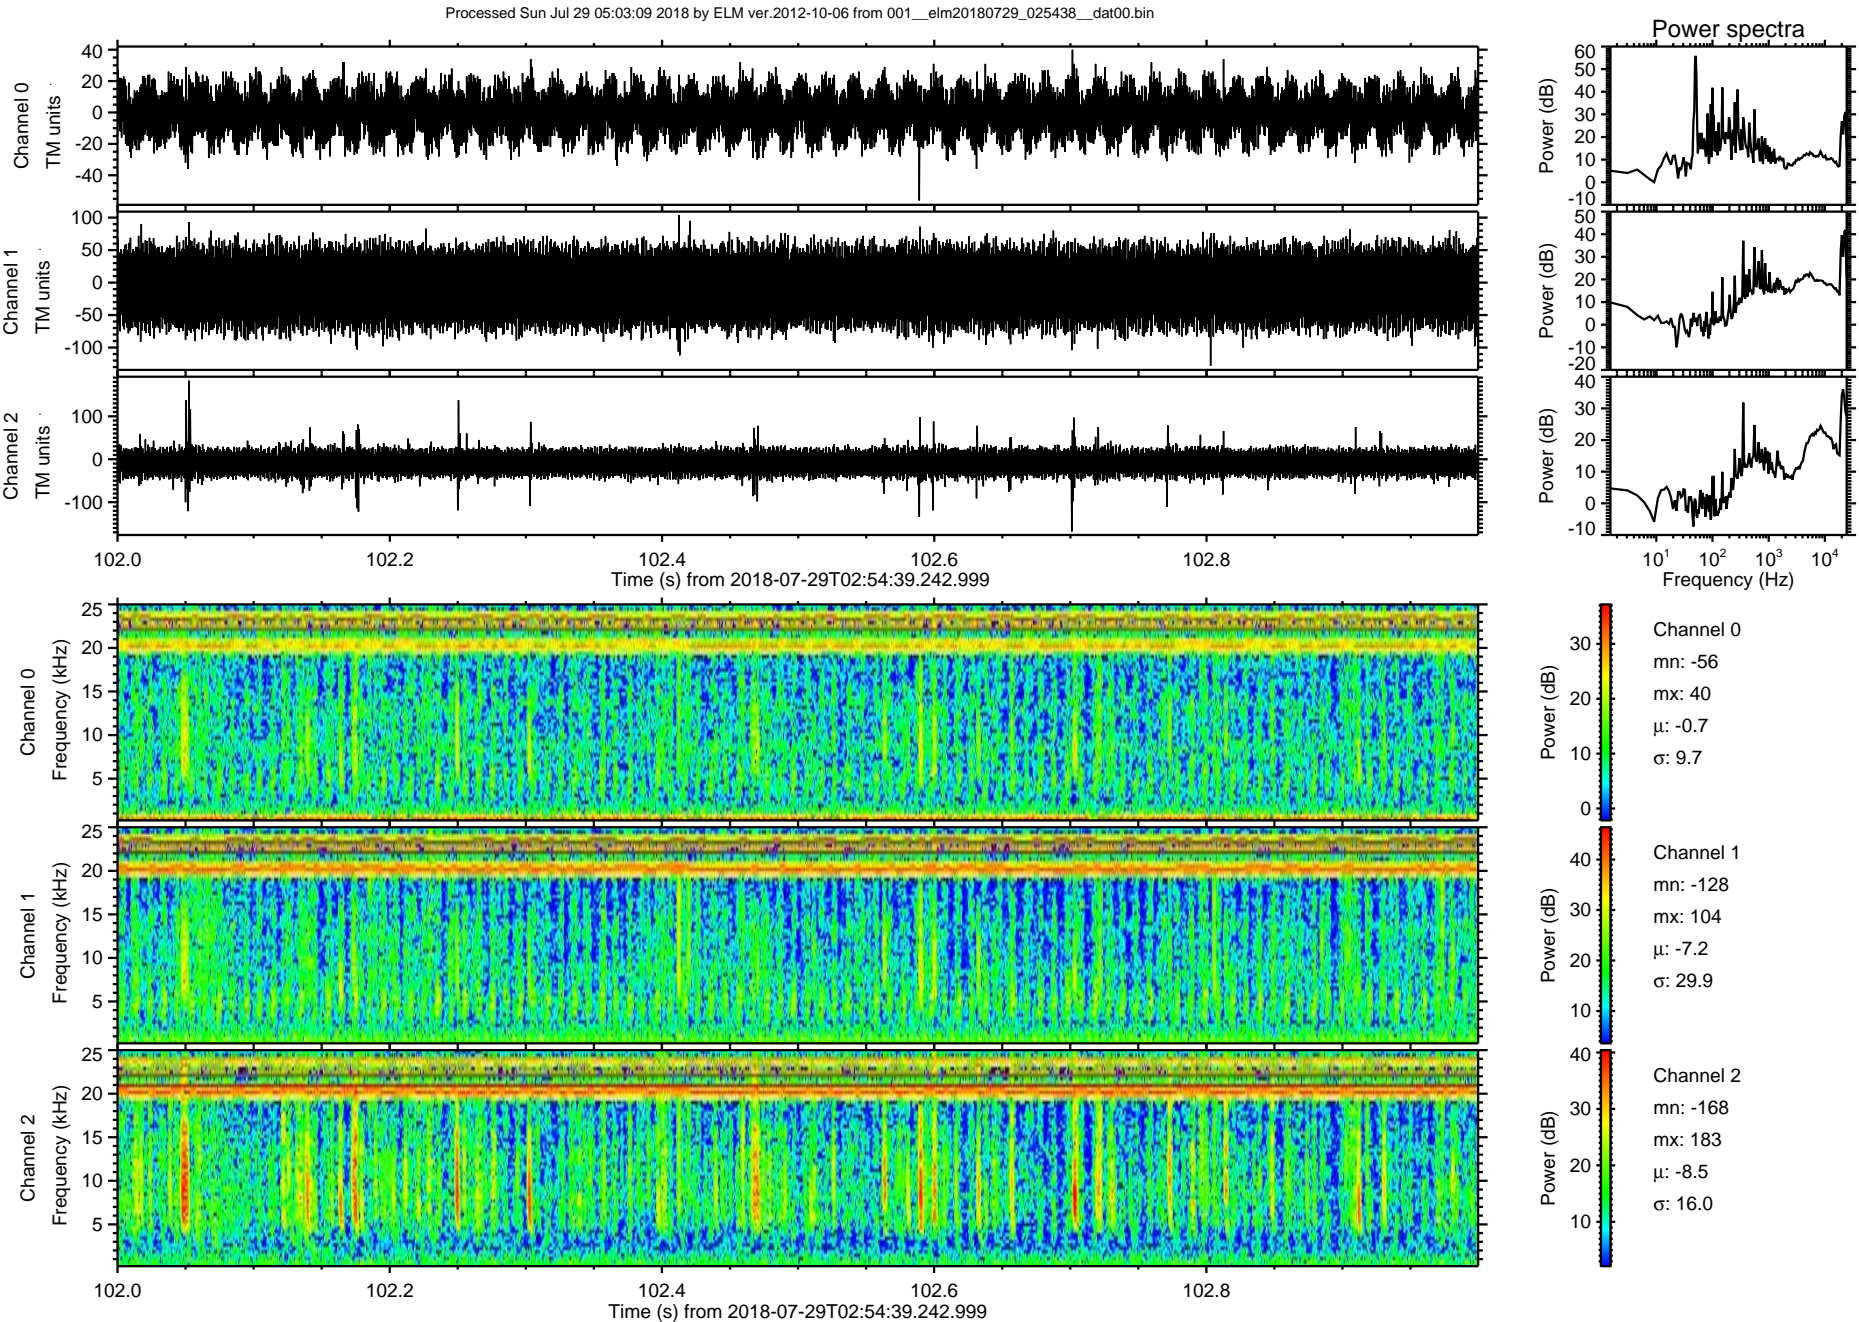 Processed Sun Jul 29 05:03:09 2018 by ELM ver.2012-10-06 from 001__elm20180729_025438__dat00.bin
Power spectra
Channel 0
TM units
40
20
0
-20
-40
Power (dB)
60
50
40
30
20
10
0
-10
Channel 1
TM units
100
50
0
-50
-100
Power (dB)
50
40
30
20
10
0
-10
-20
Channel 2
TM units
100
0
-100
Power (dB)
40
30
20
10
0
-10
102.0 102.2 102.4 102.6 102.8
Time (s) from 2018-07-29T02:54:39.242.999
10¹ 10² 10³ 10⁴
Frequency (Hz)
Channel 0
Frequency (kHz)
25
20
15
10
5
Power (dB)
30
20
10
0
Channel 0
mn: -56
mx: 40
μ: -0.7
σ: 9.7
Channel 1
Frequency (kHz)
25
20
15
10
5
Power (dB)
40
30
20
10
Channel 1
mn: -128
mx: 104
μ: -7.2
σ: 29.9
Channel 2
Frequency (kHz)
25
20
15
10
5
Power (dB)
40
30
20
10
Channel 2
mn: -168
mx: 183
μ: -8.5
σ: 16.0
102.0 102.2 102.4 102.6 102.8
Time (s) from 2018-07-29T02:54:39.242.999